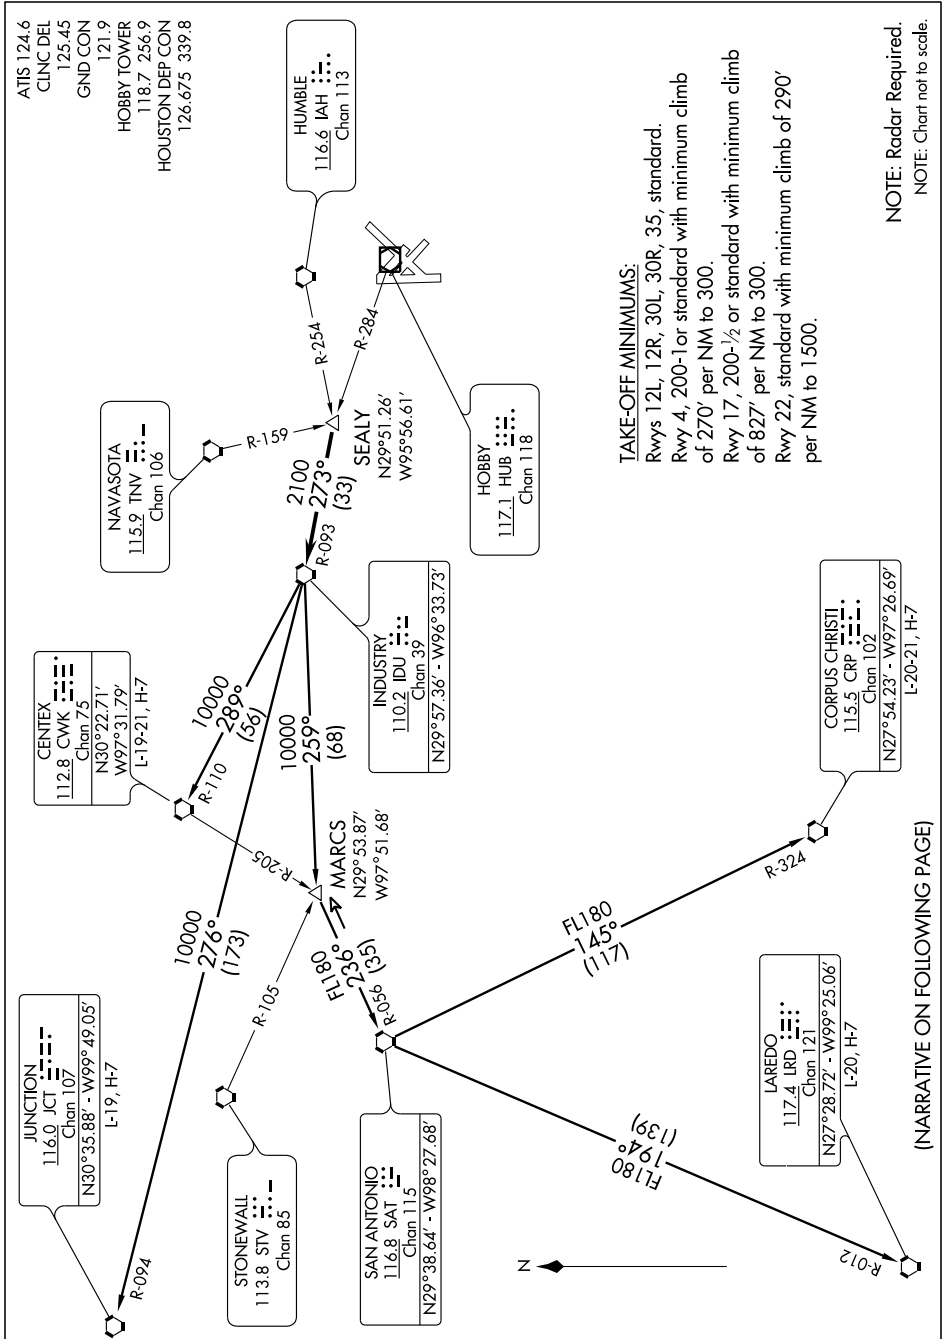 ATIS 124.6
CLNC DEL
125.45
GND CON
121.9
HOBBY TOWER
118.7 256.9
HOUSTON DEP CON
126.675 339.8
HUMBLE
116.6 IAH
Chan 113
NAVASOTA
115.9 TNV
Chan 106
R-254
R-284
R-159
SEALY
N29°51.26'
W95°56.61'
HOBBY
117.1 HUB
Chan 118
2100
273°
(33)
R-093
INDUSTRY
110.2 IDU
Chan 39
N29°57.36' - W96°33.73'
CENTEX
112.8 CWK
Chan 75
N30°22.71'
W97°31.79'
L-19-21, H-7
10000
289°
(56)
R-110
10000
259°
(68)
R-205
MARCS
N29°53.87'
W97°51.68'
10000
276°
(173)
JUNCTION
116.0 JCT
Chan 107
N30°35.88' - W99°49.05'
L-19, H-7
R-094
R-105
STONEWALL
113.8 STV
Chan 85
FL180
236°
(35)
R-056
SAN ANTONIO
116.8 SAT
Chan 115
N29°38.64' - W98°27.68'
FL180
145°
(117)
R-324
CORPUS CHRISTI
115.5 CRP
Chan 102
N27°54.23' - W97°26.69'
L-20-21, H-7
FL180
194°
(139)
R-012
LAREDO
117.4 LRD
Chan 121
N27°28.72' - W99°25.06'
L-20, H-7
N
TAKE-OFF MINIMUMS:
Rwys 12L, 12R, 30L, 30R, 35, standard.
Rwy 4, 200-1 or standard with minimum climb
of 270' per NM to 300.
Rwy 17, 200-½ or standard with minimum climb
of 827' per NM to 300.
Rwy 22, standard with minimum climb of 290'
per NM to 1500.
NOTE: Radar Required.
NOTE: Chart not to scale.
(NARRATIVE ON FOLLOWING PAGE)